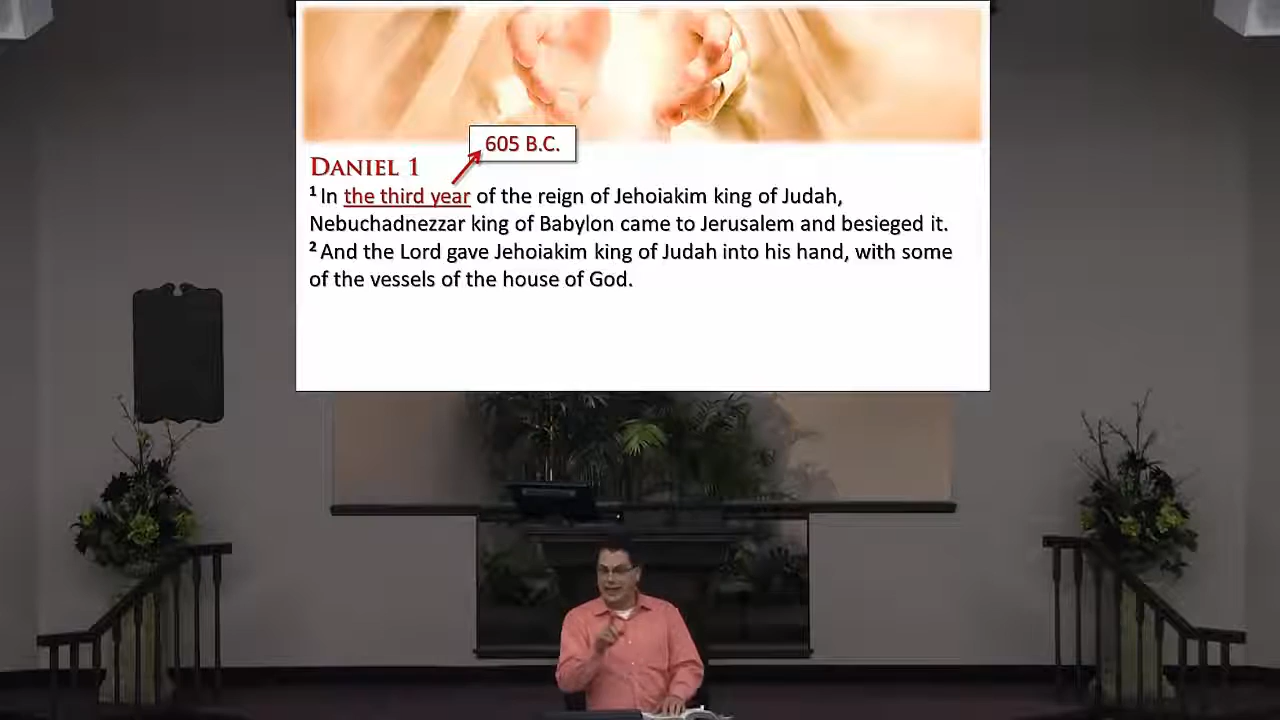 605 B.C.
DANIEL 1
1 In the third year of the reign of Jehoiakim king of Judah,
Nebuchadnezzar king of Babylon came to Jerusalem and besieged it.
2 And the Lord gave Jehoiakim king of Judah into his hand, with some
of the vessels of the house of God.